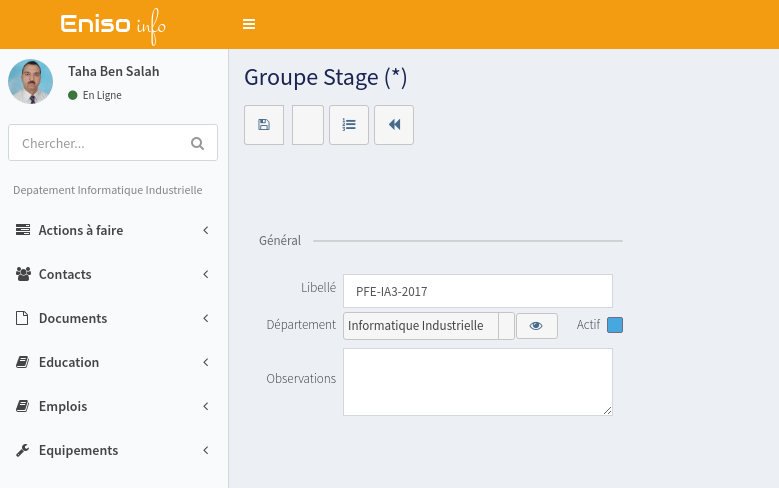 Eniso info
Taha Ben Salah
En Ligne
Chercher...
Depatement Informatique Industrielle
Actions à faire
Contacts
Documents
Education
Emplois
Equipements
Groupe Stage (*)
Général
Libellé
PFE-IA3-2017
Département
Informatique Industrielle
Actif
Observations